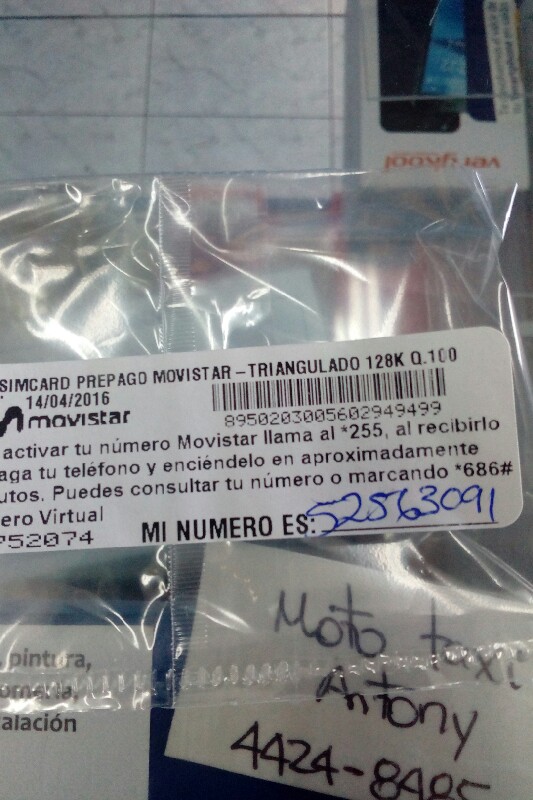 verykool
SIMCARD PREPAGO MOVISTAR -TRIANGULADO 128K Q.100
14/04/2016
movistar
8950203005602949499
activar tu número Movistar llama al *255, al recibirlo
aga tu teléfono y enciéndelo en aproximadamente
utos. Puedes consultar tu número o marcando *686#
ero Virtual
752074
MI NUMERO ES: 52563091
, pintura,
ornería,
alación
Moto taxi
Antony
4424-8485